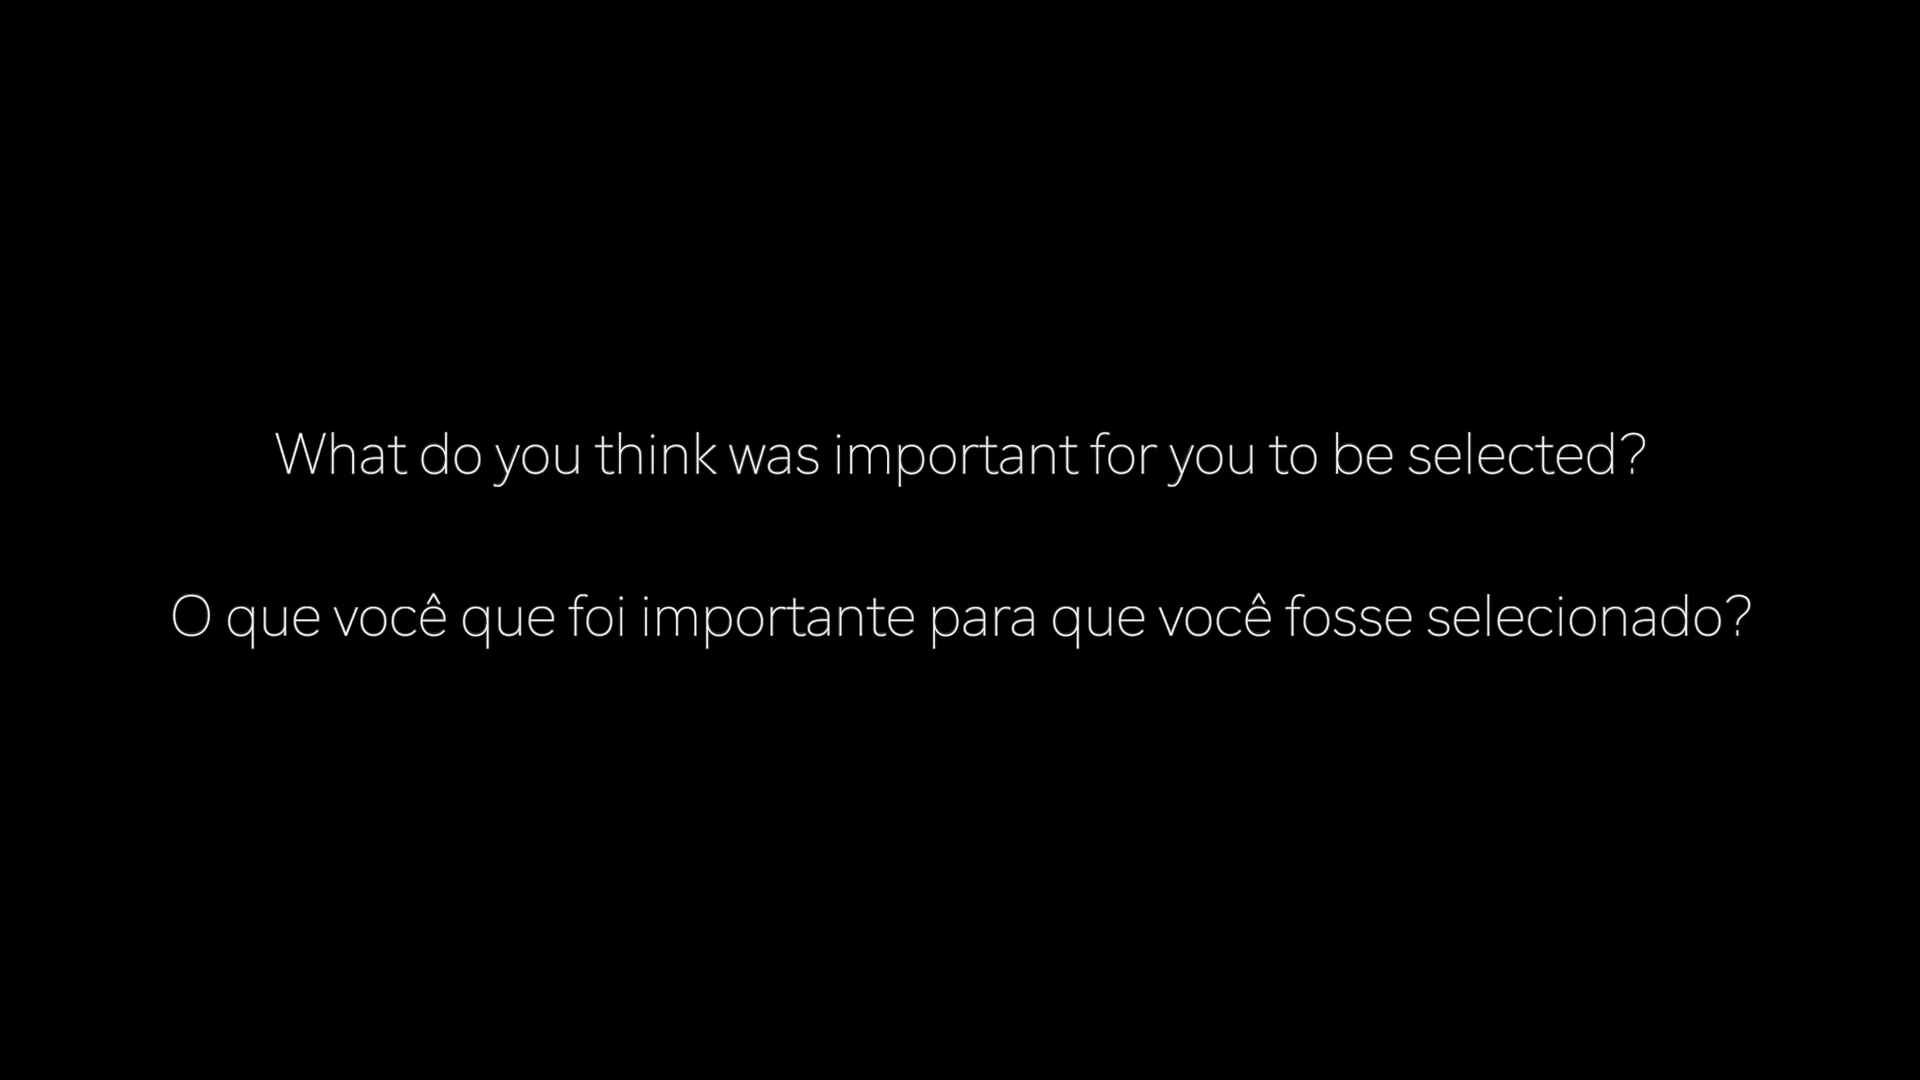 What do you think was important for you to be selected?
O que você que foi importante para que você fosse selecionado?